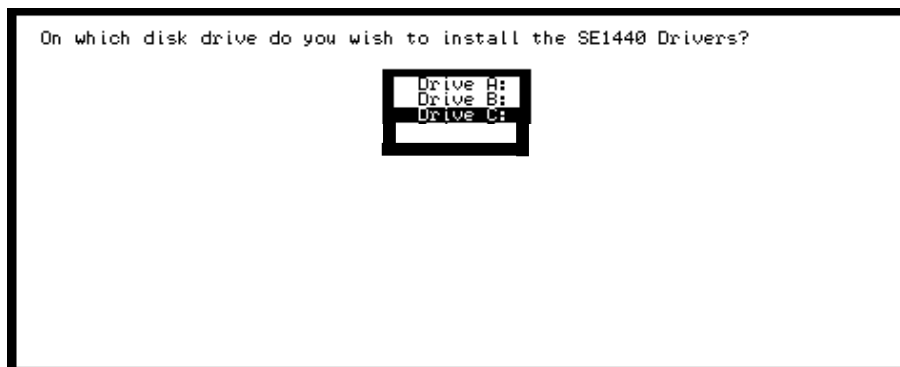 On which disk drive do you wish to install the SE1440 Drivers?
Drive A:
Drive B:
Drive C: